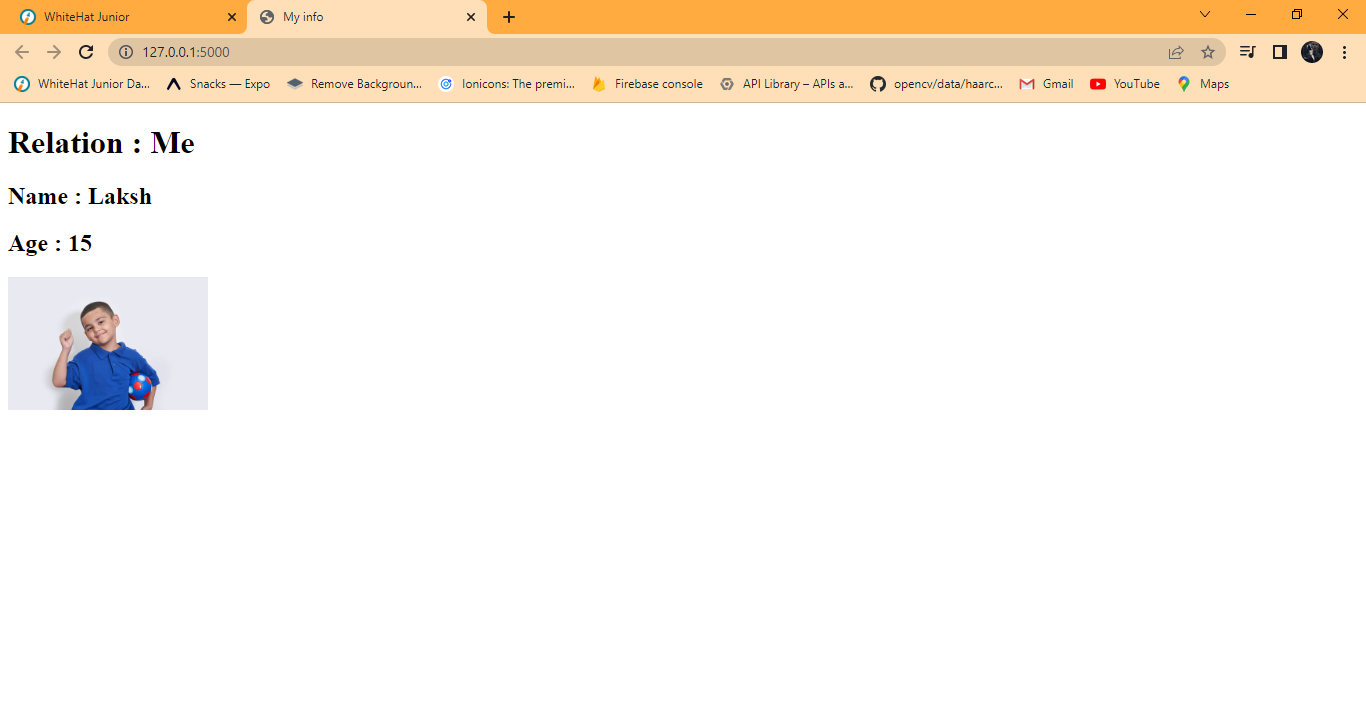 WhiteHat Junior
My info
127.0.0.1:5000
WhiteHat Junior Da...
Snacks — Expo
Remove Backgroun...
Ionicons: The premi...
Firebase console
API Library – APIs a...
opencv/data/haarc...
Gmail
YouTube
Maps
Relation : Me
Name : Laksh
Age : 15